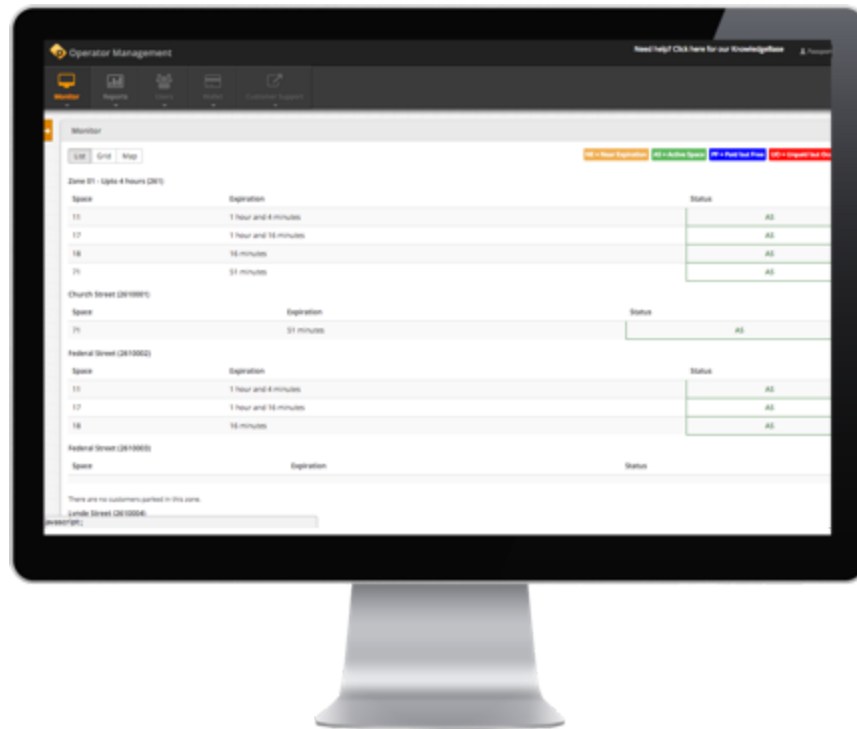 Operator Management
Need help? Click here for our KnowledgeBase
Monitor Reports Users Wallet Customer Support
Monitor
List Grid Map
NE = Near Expiration AS = Active Space PF = Paid but Free
Zone 01 - Upto 4 hours (261)
Space Expiration Status
11 1 hour and 4 minutes AS
17 1 hour and 16 minutes AS
18 16 minutes AS
71 51 minutes AS
Church Street (2610001)
Space Expiration Status
71 51 minutes AS
Federal Street (2610002)
Space Expiration Status
11 1 hour and 4 minutes AS
17 1 hour and 16 minutes AS
18 16 minutes AS
Federal Street (2610003)
Space Expiration Status
There are no customers parked in this zone.
Lynde Street (2610004)